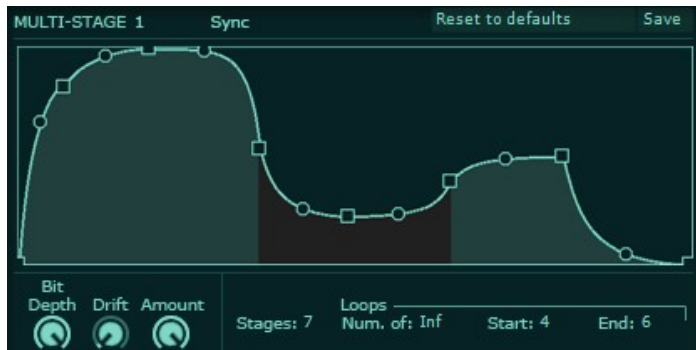 MULTI-STAGE 1 Sync Reset to defaults Save
Bit
Depth Drift Amount
Stages: 7
Loops
Num. of: Inf Start: 4 End: 6